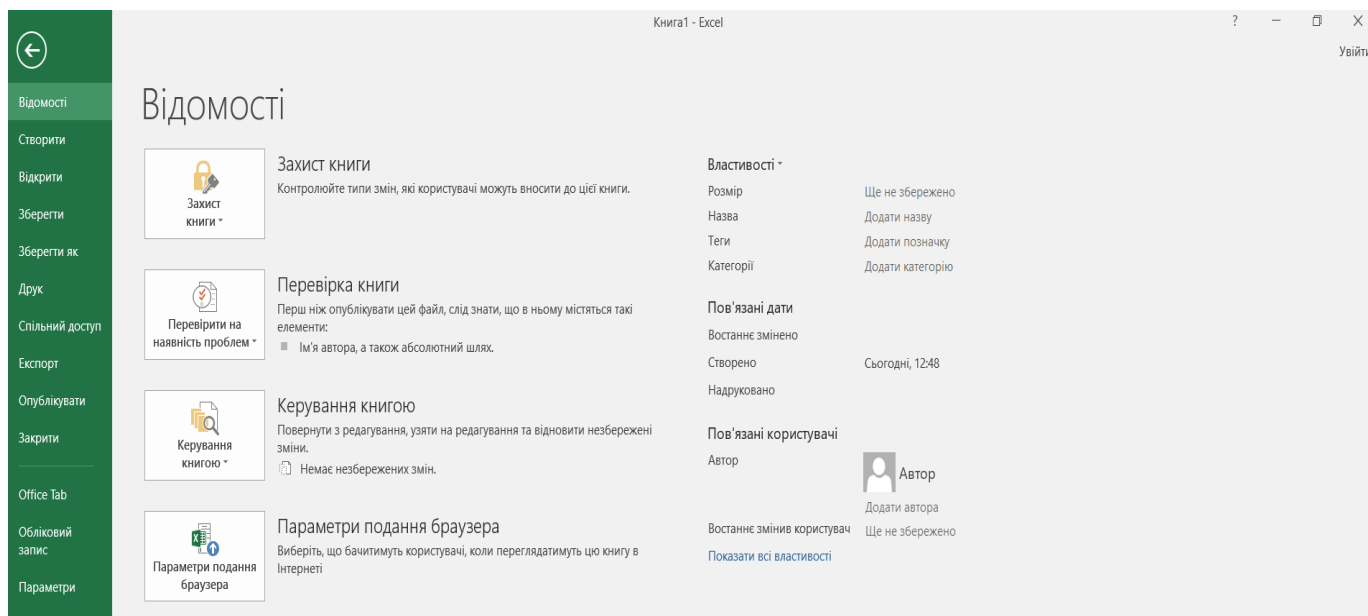 Книга1 - Excel
?
Увійти
Відомості
Створити
Відкрити
Зберегти
Зберегти як
Друк
Спільний доступ
Експорт
Опублікувати
Закрити
Office Tab
Обліковий
запис
Параметри
Відомості
Захист
книги
Захист книги
Контролюйте типи змін, які користувачі можуть вносити до цієї книги.
Перевірити на
наявність проблем
Перевірка книги
Перш ніж опублікувати цей файл, слід знати, що в ньому містяться такі
елементи:
Ім'я автора, а також абсолютний шлях.
Керування
книгою
Керування книгою
Повернути з редагування, узяти на редагування та відновити незбережені
зміни.
Немає незбережених змін.
Параметри подання
браузера
Параметри подання браузера
Виберіть, що бачитимуть користувачі, коли переглядатимуть цю книгу в
Інтернеті
Властивості
Розмір Ще не збережено
Назва Додати назву
Теги Додати позначку
Категорії Додати категорію
Пов'язані дати
Востаннє змінено
Створено Сьогодні, 12:48
Надруковано
Пов'язані користувачі
Автор Автор
Додати автора
Востаннє змінив користувач Ще не збережено
Показати всі властивості